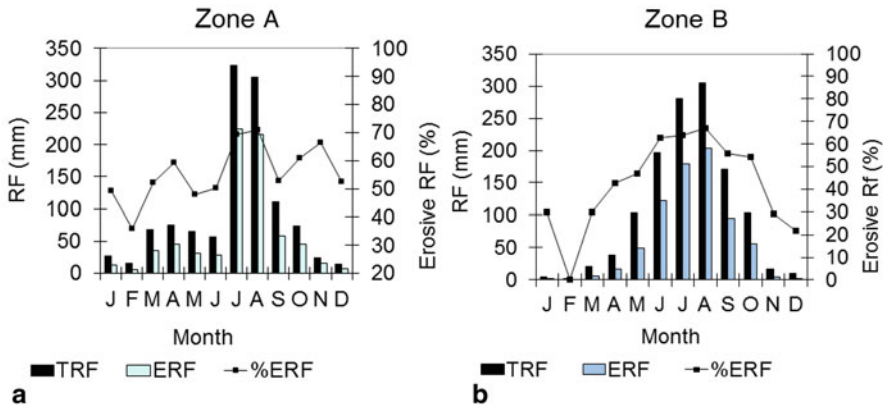 Zone A
350
300
250
200
150
100
50
0
RF (mm)
100
90
80
70
60
50
40
30
20
Erosive RF (%)
J F M A M J J A S O N D
Month
TRF ERF %ERF
a
Zone B
350
300
250
200
150
100
50
0
RF (mm)
100
90
80
70
60
50
40
30
20
10
0
Erosive Rf (%)
J F M A M J J A S O N D
Month
TRF ERF %ERF
b